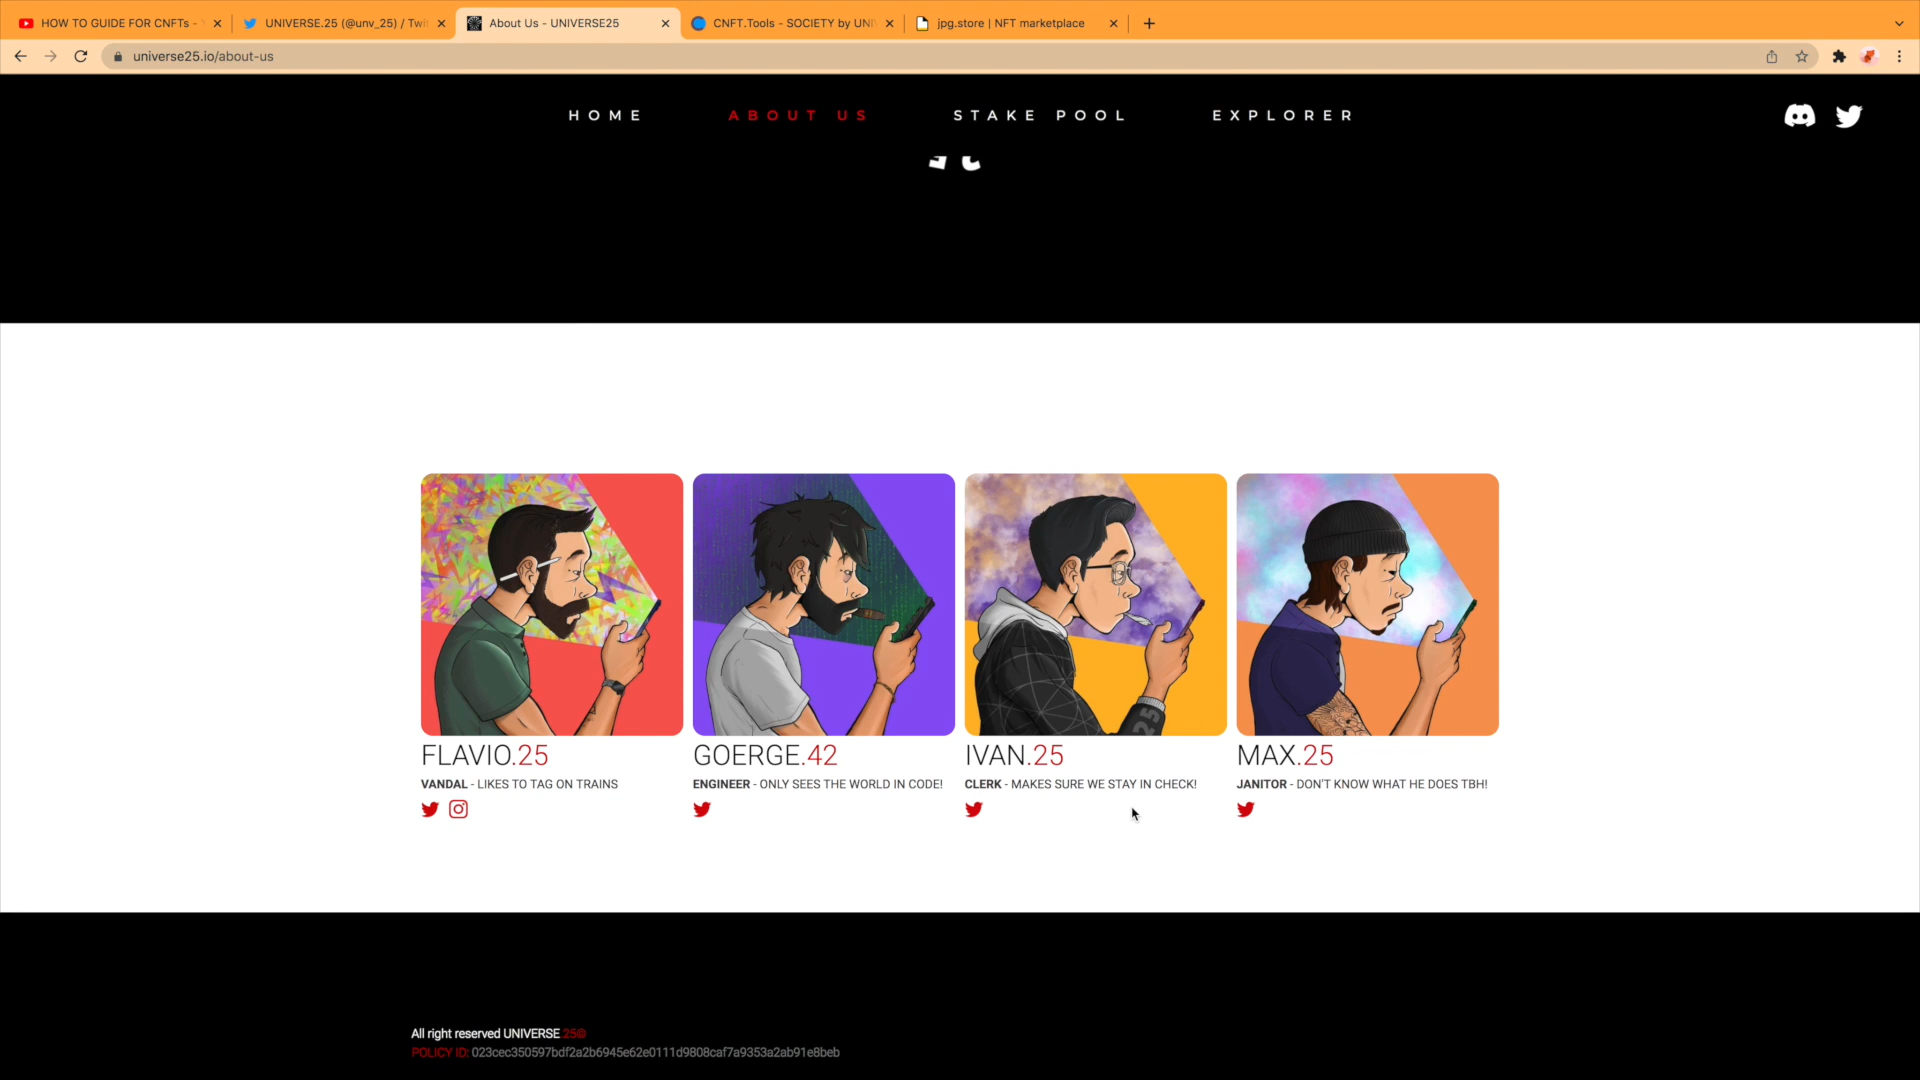 HOW TO GUIDE FOR CNFTs -
UNIVERSE.25 (@unv_25) / Twit
About Us - UNIVERSE25
CNFT.Tools - SOCIETY by UNI
jpg.store | NFT marketplace
universe25.io/about-us
HOME
ABOUT US
STAKE POOL
EXPLORER
FLAVIO.25
VANDAL - LIKES TO TAG ON TRAINS
GOERGE.42
ENGINEER - ONLY SEES THE WORLD IN CODE!
IVAN.25
CLERK - MAKES SURE WE STAY IN CHECK!
MAX.25
JANITOR - DON'T KNOW WHAT HE DOES TBH!
25
All right reserved UNIVERSE.25©
POLICY ID: 023cec350597bdf2a2b6945e62e0111d9808caf7a9353a2ab91e8beb